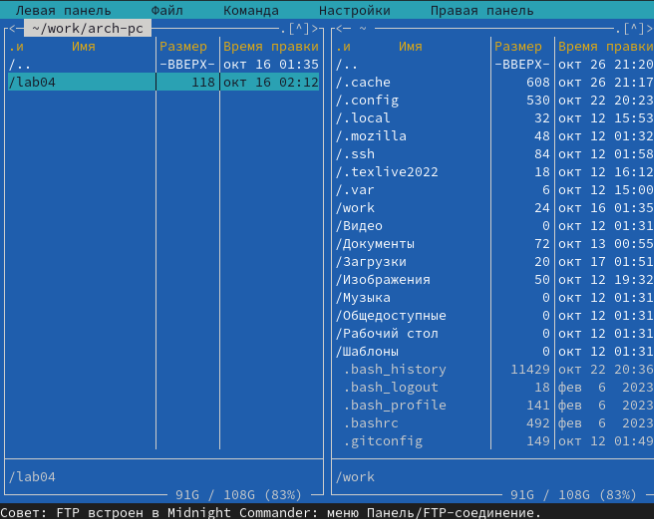 Левая панель Файл Команда Настройки Правая панель
<─ ~/work/arch-pc .[^]>
.и Имя Размер Время правки
/.. -ВВЕРХ- окт 16 01:35
/lab04 118 окт 16 02:12
/lab04
91G / 108G (83%)
<─ ~ .[^]>
.и Имя Размер Время правки
/.. -ВВЕРХ- окт 26 21:20
/.cache 608 окт 26 21:17
/.config 530 окт 22 20:23
/.local 32 окт 12 15:53
/.mozilla 48 окт 12 01:32
/.ssh 84 окт 12 01:58
/.texlive2022 18 окт 12 16:12
/.var 6 окт 12 15:00
/work 24 окт 16 01:35
/Видео 0 окт 12 01:31
/Документы 72 окт 13 00:55
/Загрузки 20 окт 17 01:51
/Изображения 50 окт 12 19:32
/Музыка 0 окт 12 01:31
/Общедоступные 0 окт 12 01:31
/Рабочий стол 0 окт 12 01:31
/Шаблоны 0 окт 12 01:31
.bash_history 11429 окт 22 20:36
.bash_logout 18 фев 6 2023
.bash_profile 141 фев 6 2023
.bashrc 492 фев 6 2023
.gitconfig 149 окт 12 01:49
/work
91G / 108G (83%)
Совет: FTP встроен в Midnight Commander: меню Панель/FTP-соединение.